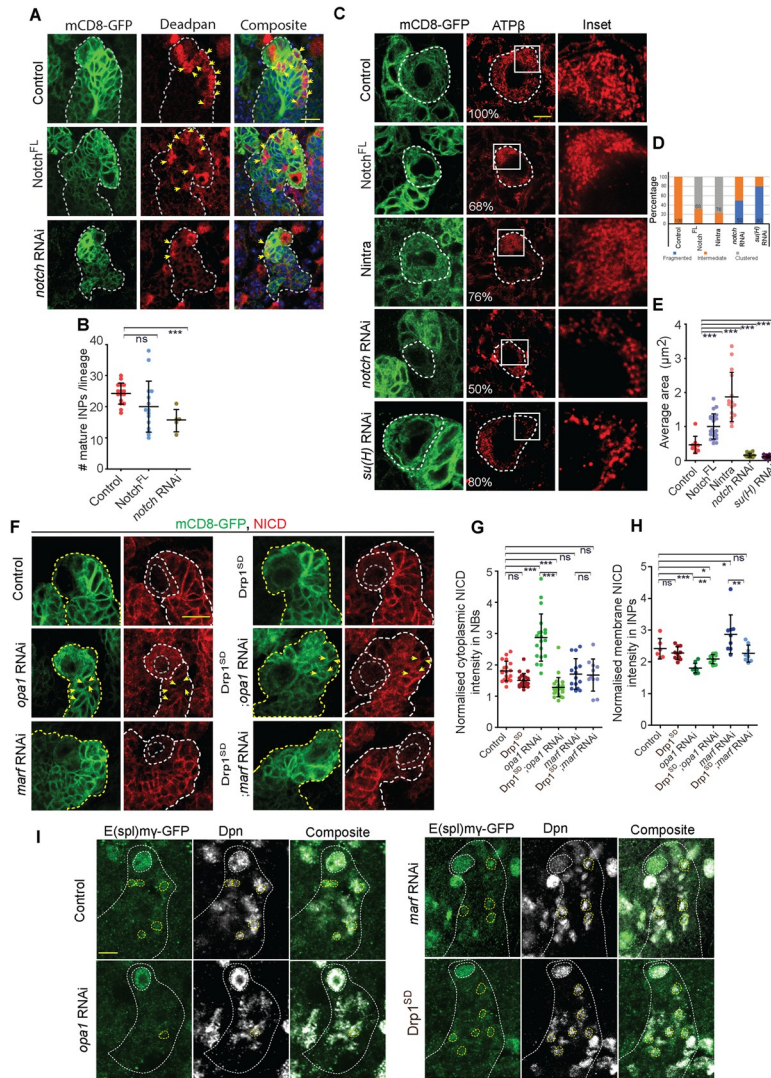 A
mCD8-GFP Deadpan Composite
Control
Notch^FL
notch RNAi
B
ns ***
# mature INPs /lineage
40
30
20
10
0
Control
Notch^FL
notch RNAi
C
mCD8-GFP ATPβ Inset
Control
100%
Notch^FL
68%
Nintra
76%
notch RNAi
50%
su(H) RNAi
80%
D
Percentage
100
80
60
40
20
0
Control
FL
Notch
Nintra
notch RNAi
su(H) RNAi
Fragmented Intermediate Clustered
E
*** *** *** ***
Average area (μm2)
4
3
2
1
0
Control
Notch^FL
Nintra
notch RNAi
su(H) RNA
F
mCD8-GFP, NICD
Control
opa1 RNAi
marf RNAi
Drp1^SD
Drp1^SD ;opa1 RNAi
Drp1^SD ;marf RNAi
G
ns
ns
***
ns *** ns
Normalised cytoplasmic NICD intensity in NBs
5
4
3
2
1
0
Control
Drp1^SD
opa1 RNAi
Drp1^SD ;opa1 RNAi
marf RNAi
Drp1^SD ;marf RNAi
H
ns
* *
ns *** ** **
Normalised membrane NICD intensity in INPs
5
4
3
2
1
0
Control
Drp1^SD
opa1 RNAi
Drp1^SD ;opa1 RNAi
marf RNAi
Drp1^SD ;marf RNAi
I
E(spl)mγ-GFP Dpn Composite
Control
opa1 RNAi
E(spl)mγ-GFP Dpn Composite
marf RNAi
Drp1^SD